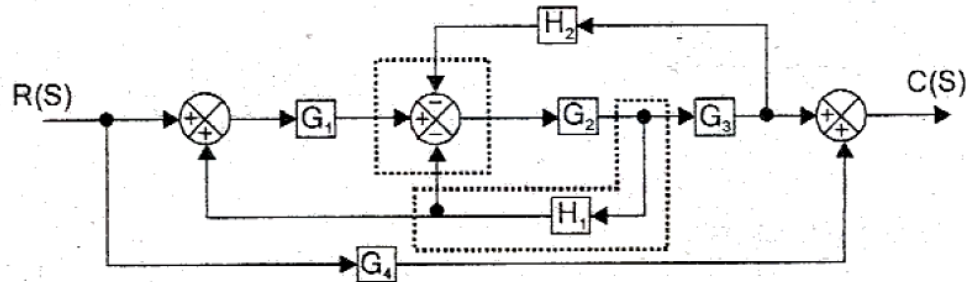 H₂
R(S)
C(S)
+
+
G₁
−
+
−
G₂
G₃
+
+
H₁
G₄